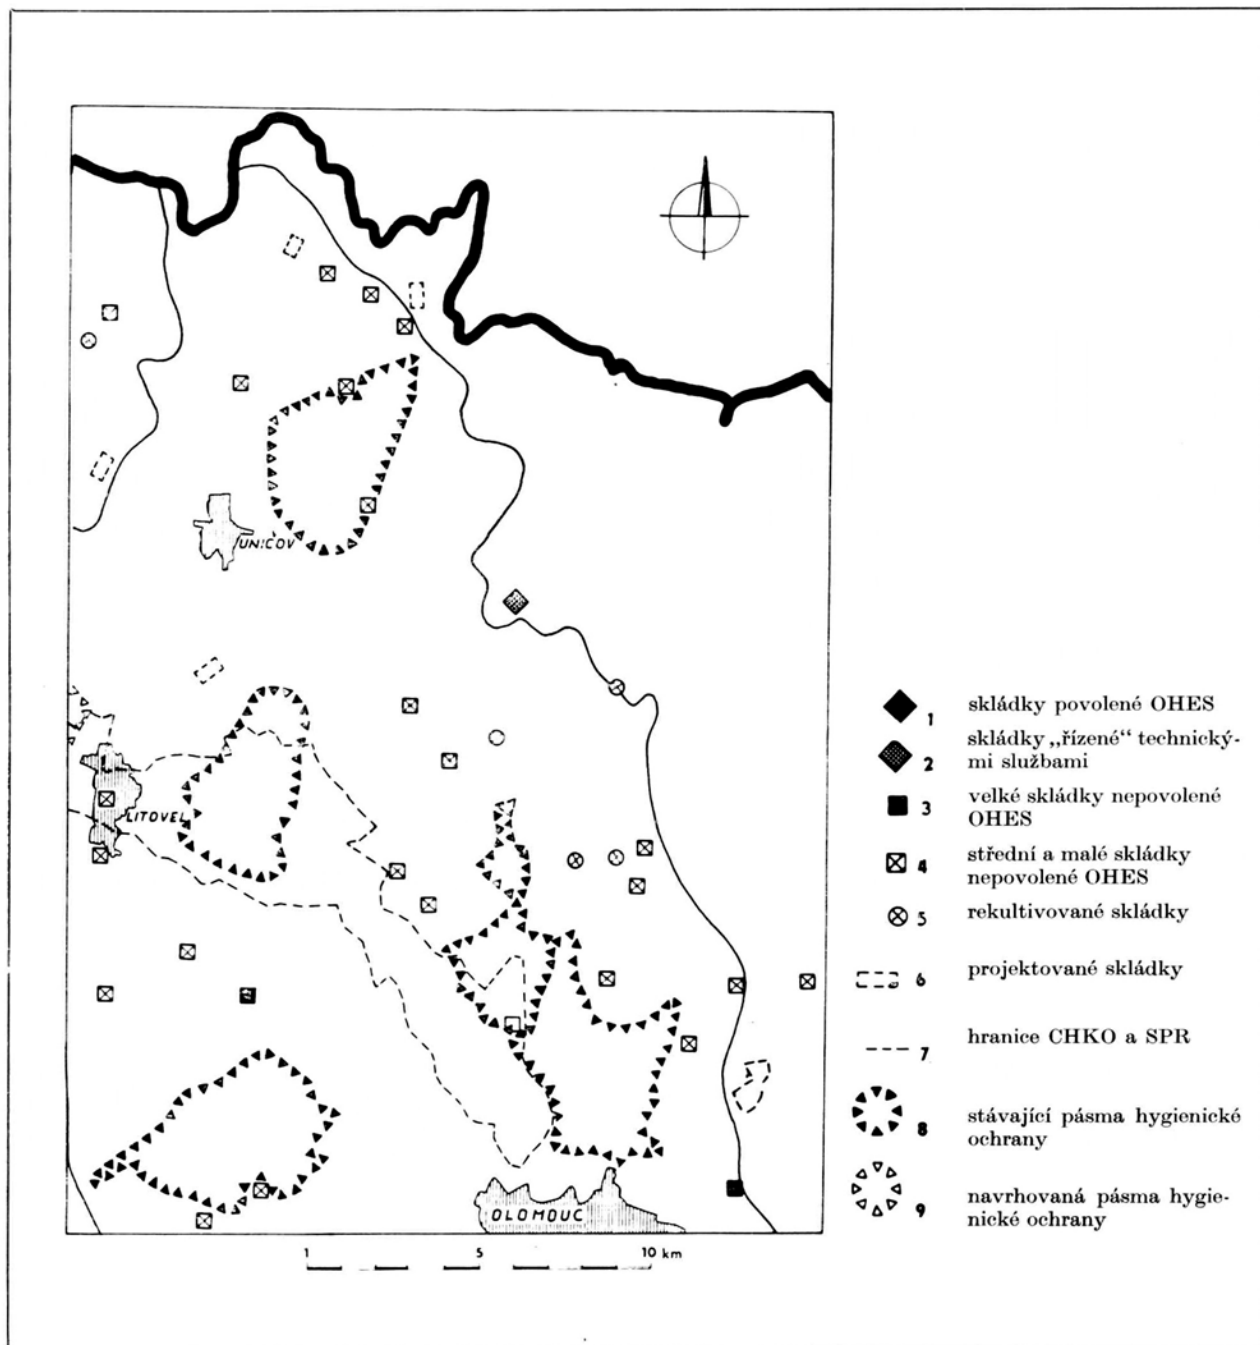 UNIČOV
LITOVEL
OLOMOUC
1 5 10 km
1 skládky povolené OHES
2 skládky „řízené“ technický-
mi službami
3 velké skládky nepovolené
OHES
4 střední a malé skládky
nepovolené OHES
5 rekultivované skládky
6 projektované skládky
7 hranice CHKO a SPR
8 stávající pásma hygienické
ochrany
9 navrhovaná pásma hygie-
nické ochrany